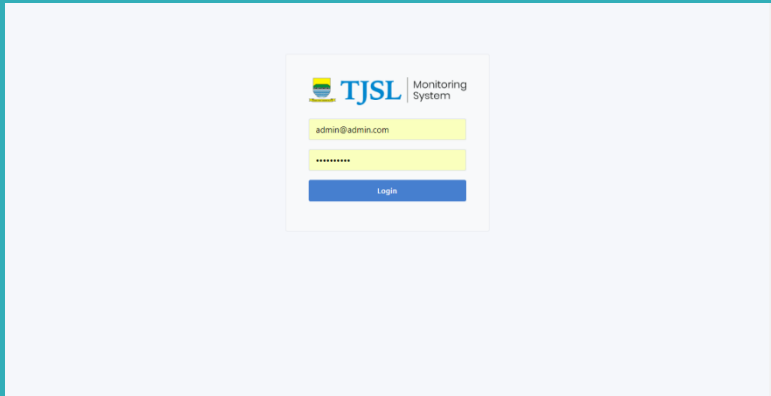 TJSL Monitoring
System
admin@admin.com
••••••••••
Login